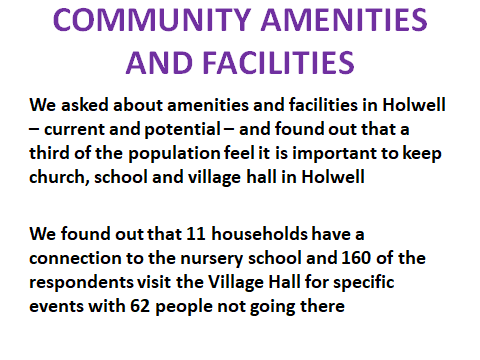 COMMUNITY AMENITIES
AND FACILITIES
We asked about amenities and facilities in Holwell
– current and potential – and found out that a
third of the population feel it is important to keep
church, school and village hall in Holwell
We found out that 11 households have a
connection to the nursery school and 160 of the
respondents visit the Village Hall for specific
events with 62 people not going there